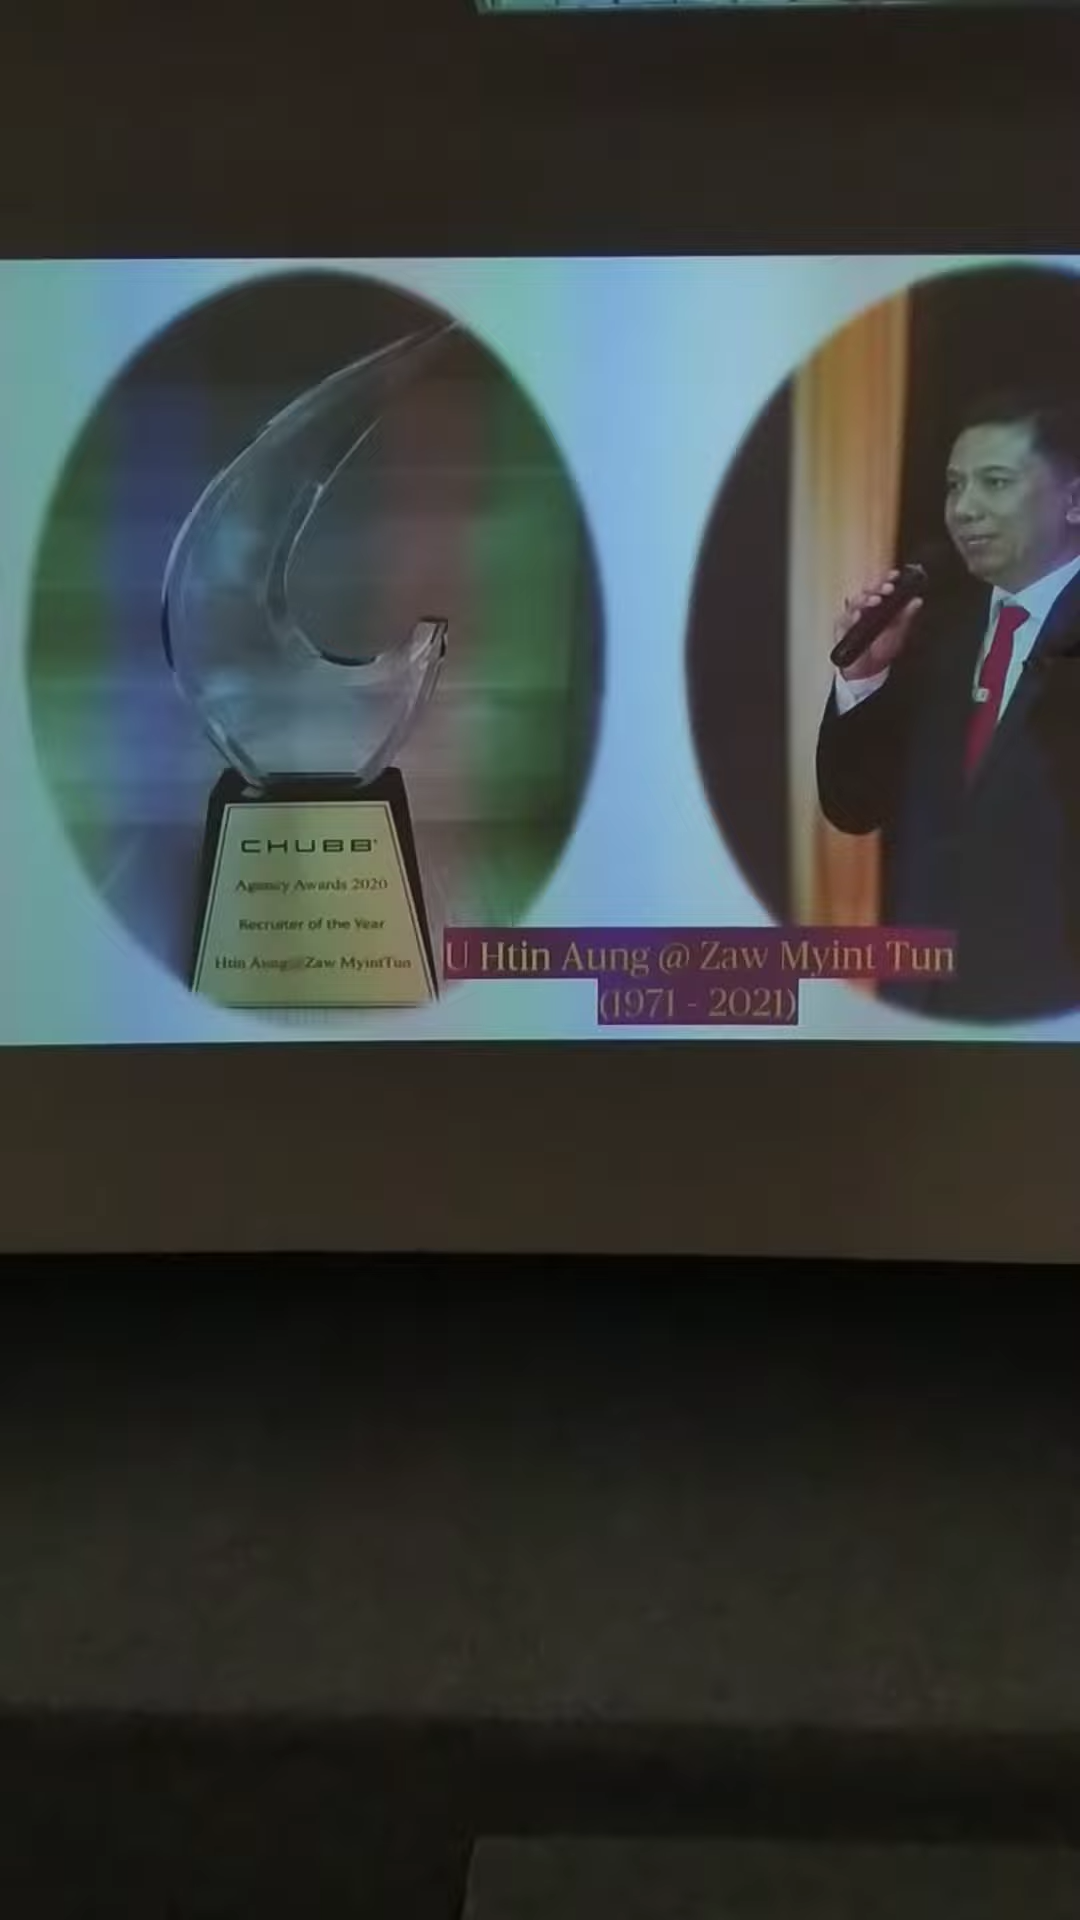 CHUBB
Agency Awards 2020
Recruiter of the Year
Htin Aung@Zaw MyintTun
U Htin Aung @ Zaw Myint Tun
(1971 - 2021)